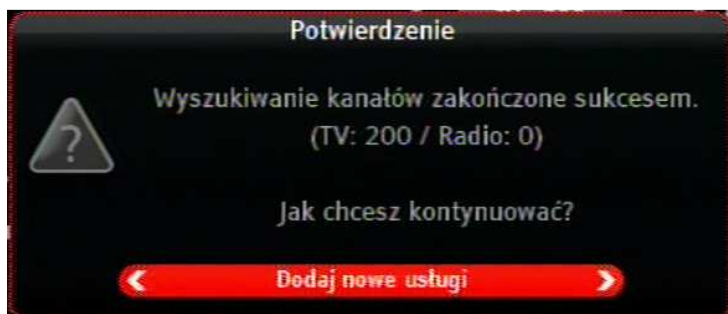 Potwierdzenie
Wyszukiwanie kanałów zakończone sukcesem.
(TV: 200 / Radio: 0)
?
Jak chcesz kontynuować?
Dodaj nowe usługi